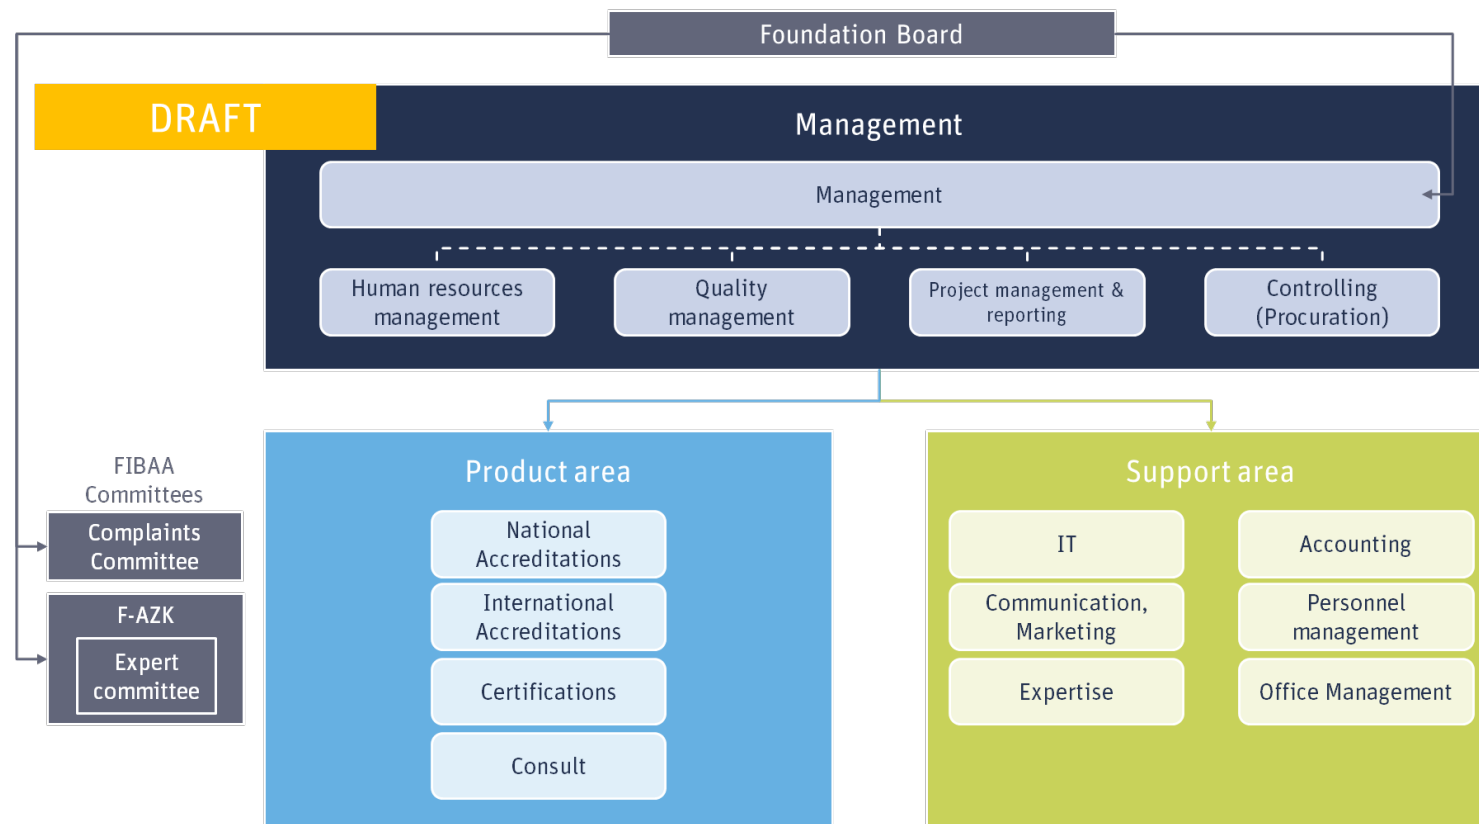 Foundation Board
DRAFT
Management
Management
Human resources
management
Quality
management
Project management &
reporting
Controlling
(Procuration)
FIBAA
Committees
Complaints
Committee
F-AZK
Expert
committee
Product area
National
Accreditations
International
Accreditations
Certifications
Consult
Support area
IT
Accounting
Communication,
Marketing
Personnel
management
Expertise
Office Management